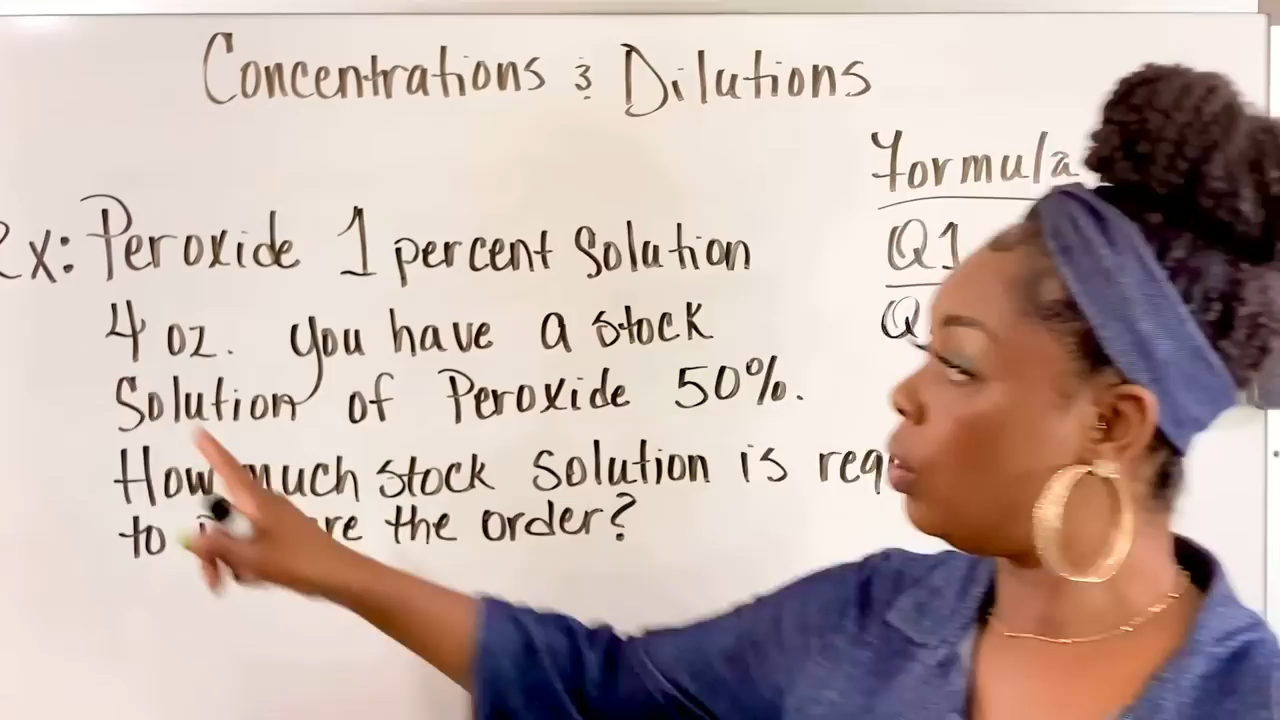 Concentrations & Dilutions
Formula
Ex: Peroxide 1 percent Solution
Q1
4 oz. you have a stock
Q
Solution of Peroxide 50%.
How much stock solution is req
to the order?